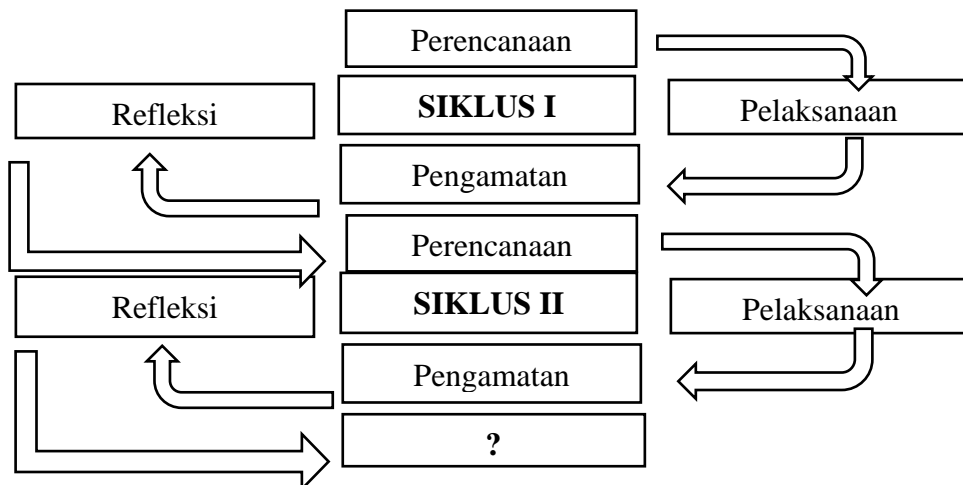 Perencanaan
Refleksi
SIKLUS I
Pelaksanaan
Pengamatan
Perencanaan
Refleksi
SIKLUS II
Pelaksanaan
Pengamatan
?